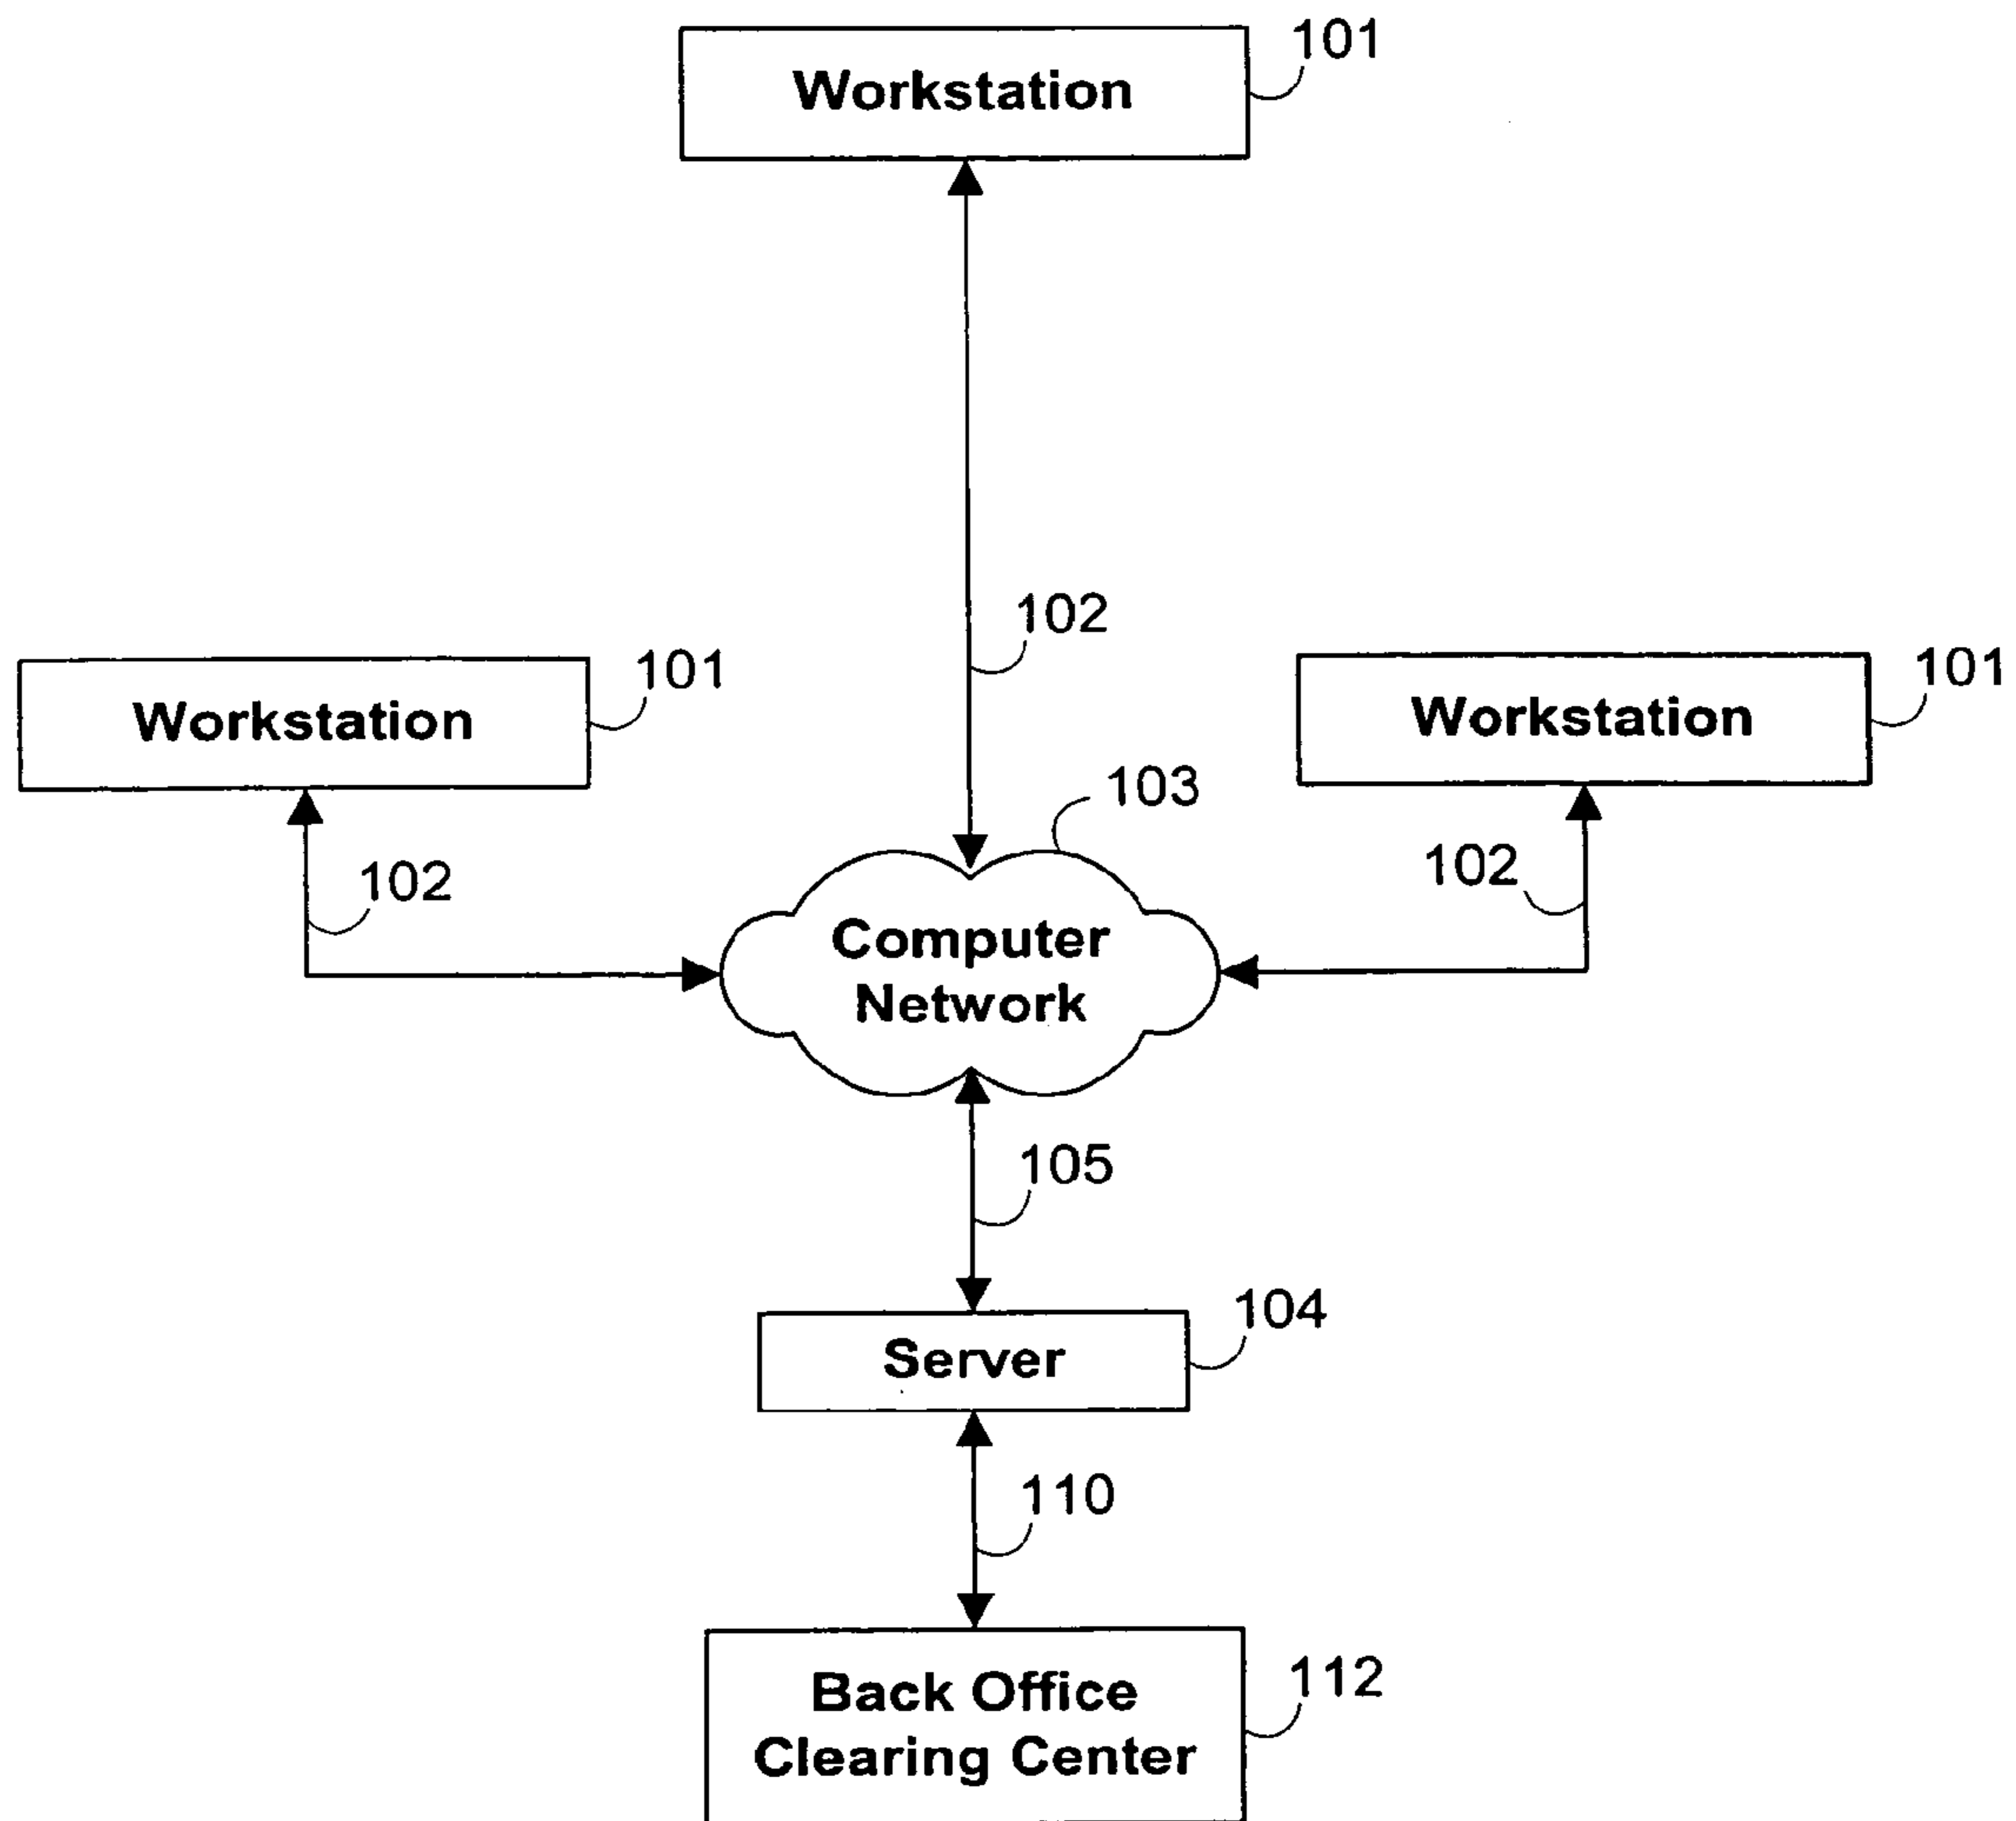 101
Workstation
102
101
Workstation
101
Workstation
103
102
102
Computer
Network
105
104
Server
110
112
Back Office
Clearing Center